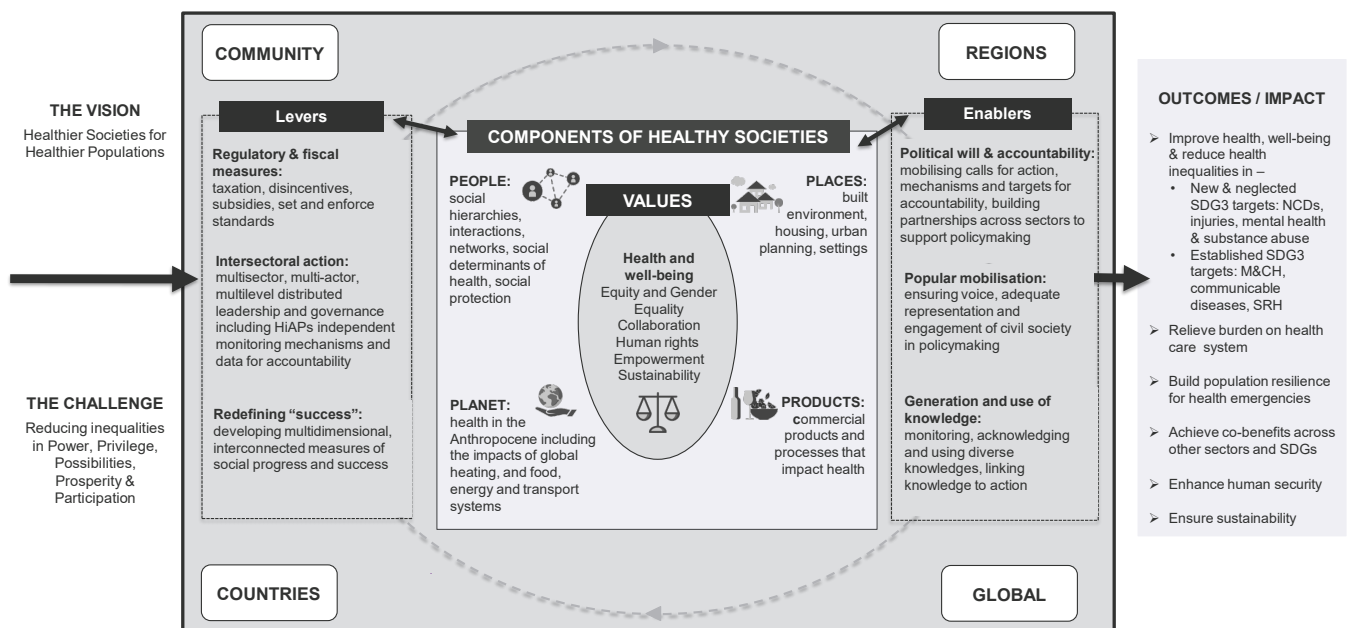 COMMUNITY
REGIONS
THE VISION
Healthier Societies for
Healthier Populations
THE CHALLENGE
Reducing inequalities
in Power, Privilege,
Possibilities,
Prosperity &
Participation
Levers
Regulatory & fiscal
measures:
taxation, disincentives,
subsidies, set and enforce
standards
Intersectoral action:
multisector, multi-actor,
multilevel distributed
leadership and governance
including HiAPs independent
monitoring mechanisms and
data for accountability
Redefining “success”:
developing multidimensional,
interconnected measures of
social progress and success
COMPONENTS OF HEALTHY SOCIETIES
PEOPLE:
social
hierarchies,
interactions,
networks, social
determinants of
health, social
protection
VALUES
Health and
well-being
Equity and Gender
Equality
Collaboration
Human rights
Empowerment
Sustainability
PLACES:
built
environment,
housing, urban
planning, settings
PLANET:
health in the
Anthropocene including
the impacts of global
heating, and food,
energy and transport
systems
PRODUCTS:
commercial
products and
processes that
impact health
Enablers
Political will & accountability:
mobilising calls for action,
mechanisms and targets for
accountability, building
partnerships across sectors to
support policymaking
Popular mobilisation:
ensuring voice, adequate
representation and
engagement of civil society
in policymaking
Generation and use of
knowledge:
monitoring, acknowledging
and using diverse
knowledges, linking
knowledge to action
COUNTRIES
GLOBAL
OUTCOMES / IMPACT
➢ Improve health, well-being
& reduce health
inequalities in –
• New & neglected
SDG3 targets: NCDs,
injuries, mental health
& substance abuse
• Established SDG3
targets: M&CH,
communicable
diseases, SRH
➢ Relieve burden on health
care system
➢ Build population resilience
for health emergencies
➢ Achieve co-benefits across
other sectors and SDGs
➢ Enhance human security
➢ Ensure sustainability